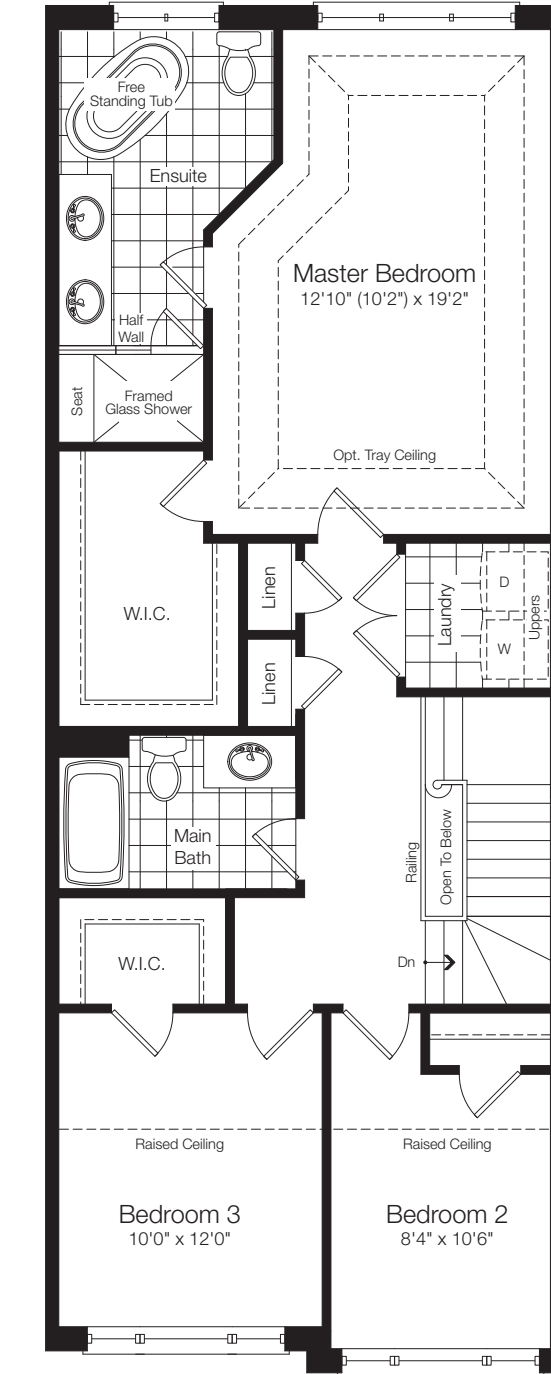 Free
Standing Tub
Ensuite
Master Bedroom
12'10" (10'2") x 19'2"
Half
Wall
Seat
Framed
Glass Shower
Opt. Tray Ceiling
W.I.C.
Linen
Linen
Laundry
D
W
Uppers
Main
Bath
Railing
Open To Below
Dn
W.I.C.
Raised Ceiling
Raised Ceiling
Bedroom 3
10'0" x 12'0"
Bedroom 2
8'4" x 10'6"